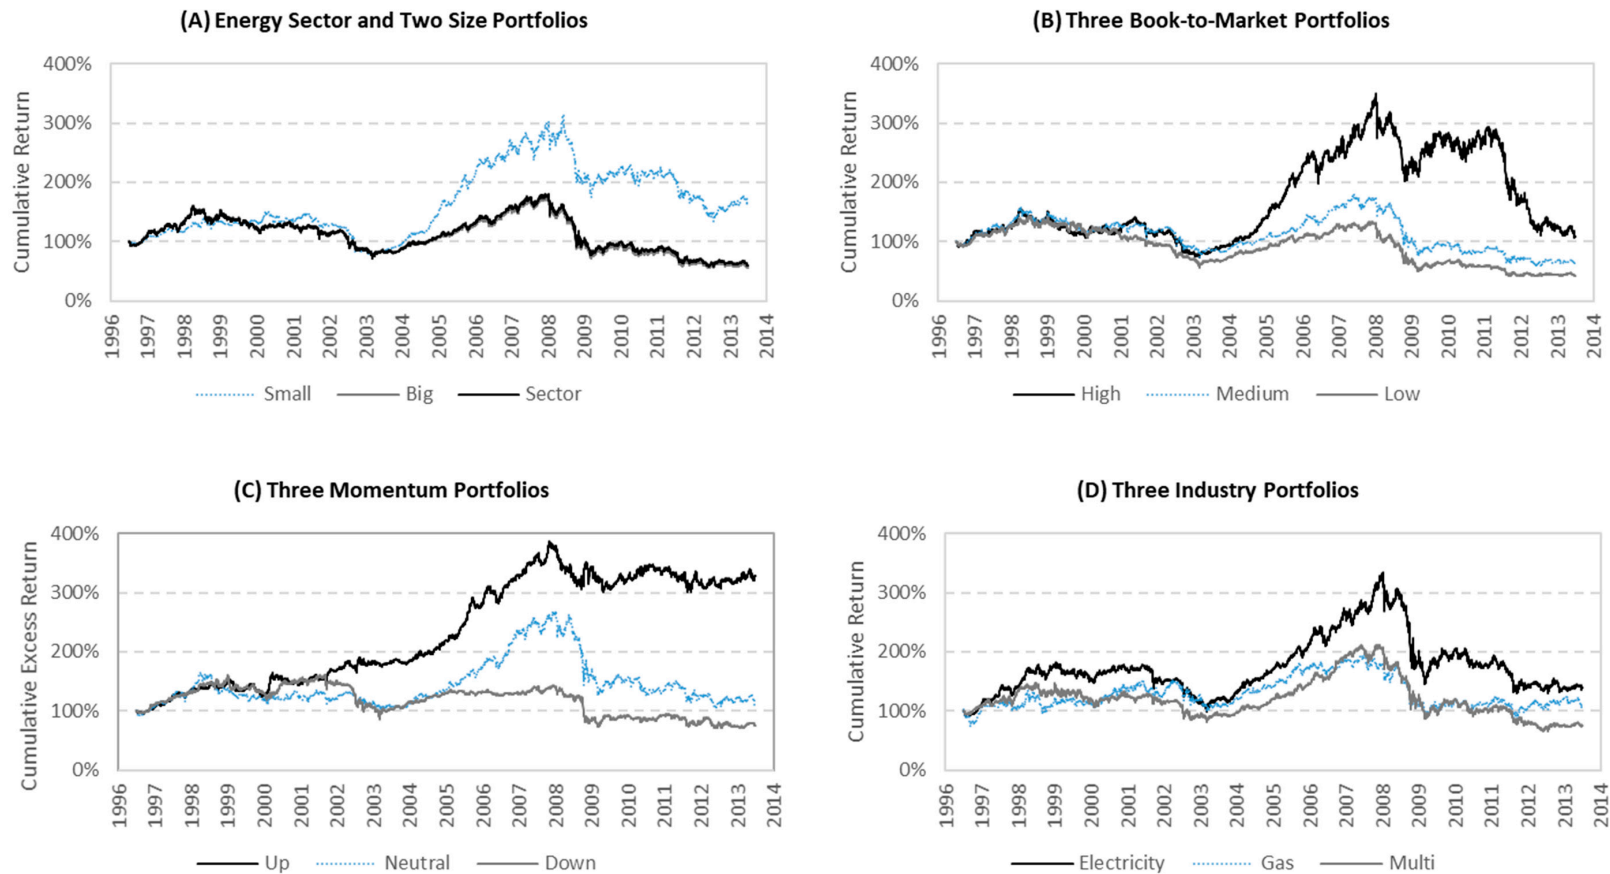 (A) Energy Sector and Two Size Portfolios
Cumulative Return
400%
300%
200%
100%
0%
1996 1997 1998 1999 2000 2001 2002 2003 2004 2005 2006 2007 2008 2009 2010 2011 2012 2013 2014
Small Big Sector
(B) Three Book-to-Market Portfolios
Cumulative Return
400%
300%
200%
100%
0%
1996 1997 1998 1999 2000 2001 2002 2003 2004 2005 2006 2007 2008 2009 2010 2011 2012 2013 2014
High Medium Low
(C) Three Momentum Portfolios
Cumulative Excess Return
400%
300%
200%
100%
0%
1996 1997 1998 1999 2000 2001 2002 2003 2004 2005 2006 2007 2008 2009 2010 2011 2012 2013 2014
Up Neutral Down
(D) Three Industry Portfolios
Cumulative Return
400%
300%
200%
100%
0%
1996 1997 1998 1999 2000 2001 2002 2003 2004 2005 2006 2007 2008 2009 2010 2011 2012 2013 2014
Electricity Gas Multi